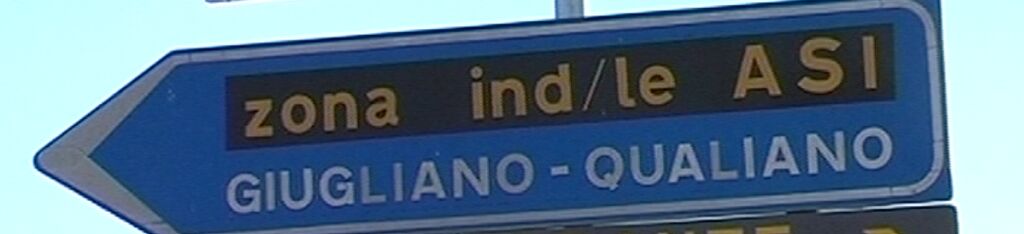 zona ind/le ASI
GIUGLIANO - QUALIANO